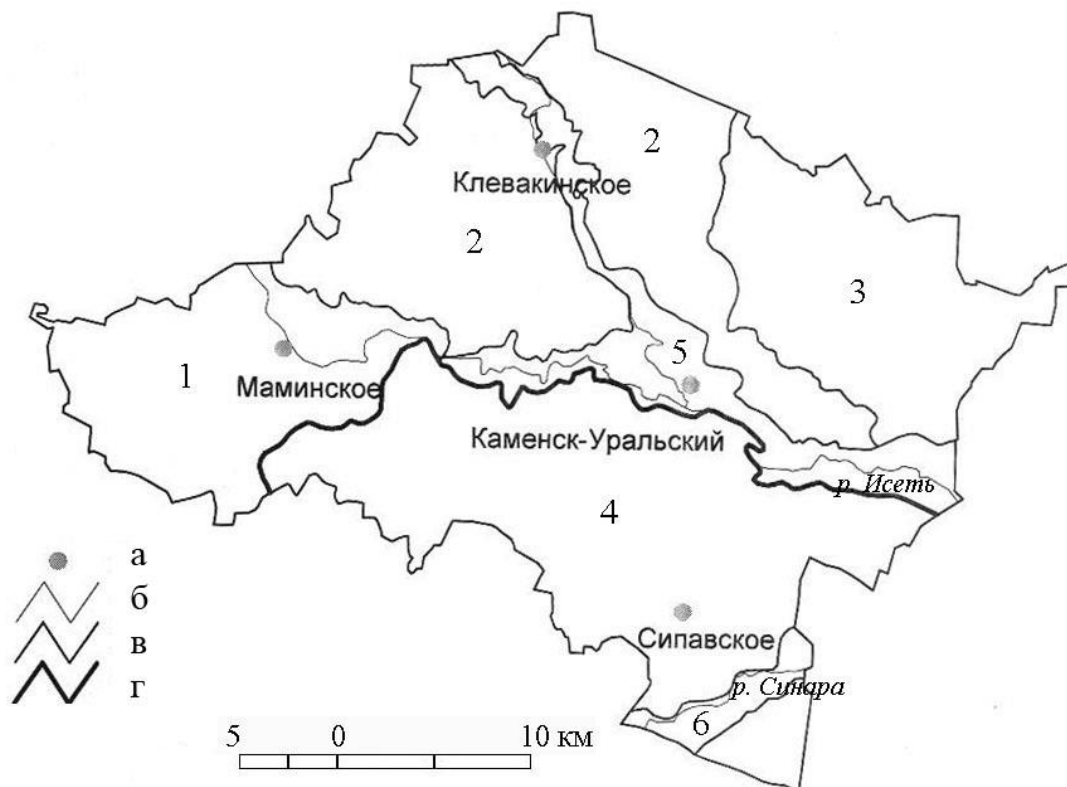 2
Клевакинское
2
3
1
5
Маминское
Каменск-Уральский
р. Исеть
4
а
б
Сипавское
в
г
р. Синара
6
5 0 10 км